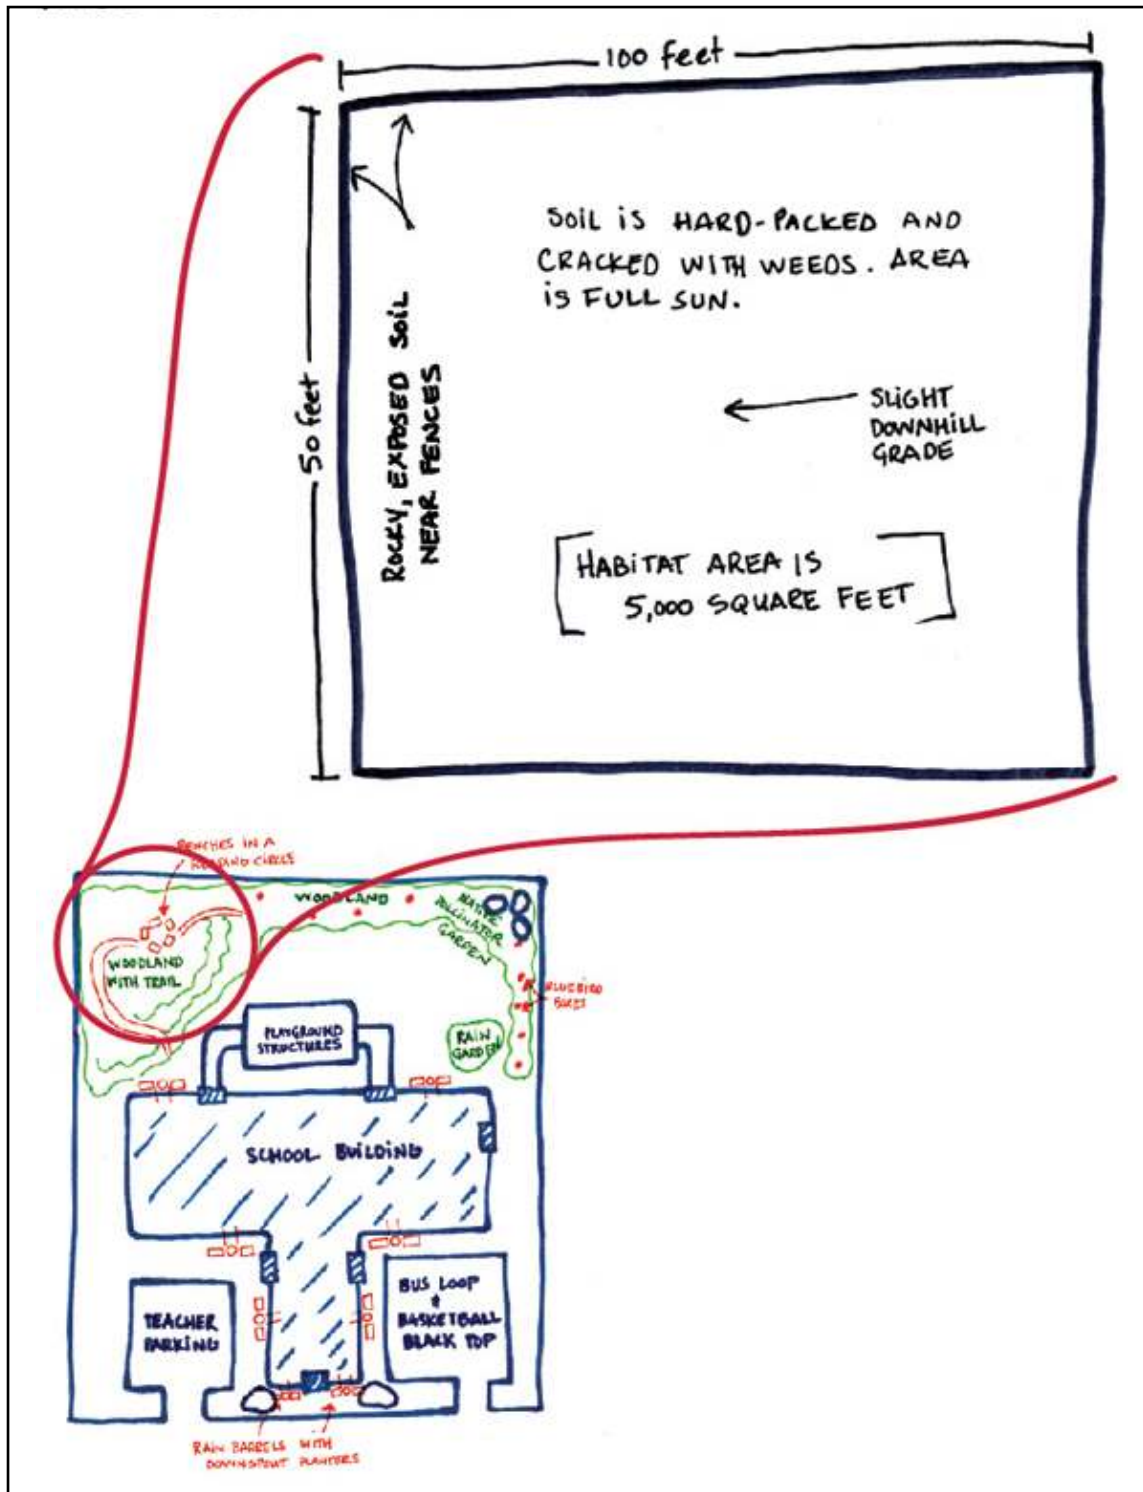 100 feet
50 feet
SOIL IS HARD-PACKED AND
CRACKED WITH WEEDS. AREA
IS FULL SUN.
ROCKY, EXPOSED SOIL
NEAR FENCES
SLIGHT
DOWNHILL
GRADE
HABITAT AREA IS
5,000 SQUARE FEET
BENCHES IN A
READING CIRCLE
WOODLAND
NATIVE
POLLINATOR
GARDEN
WOODLAND
WITH TRAIL
BLUEBIRD
BOXES
PLAYGROUND
STRUCTURES
RAIN
GARDEN
SCHOOL BUILDING
TEACHER
PARKING
BUS LOOP
+
BASKETBALL
BLACK TOP
RAIN BARRELS WITH
DOWNSPOUT PLANTERS